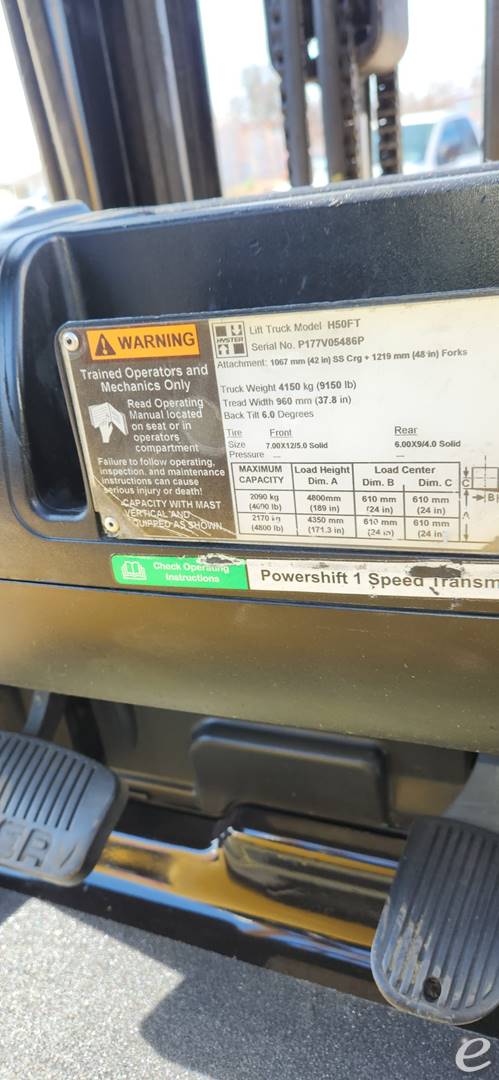 WARNING
Trained Operators and
Mechanics Only
Read Operating
Manual located
on seat or in
operators
compartment
Failure to follow operating,
inspection, and maintenance
instructions can cause
serious injury or death!
CAPACITY WITH MAST
VERTICAL AND
EQUIPPED AS SHOWN
HYSTER
Lift Truck Model H50FT
Serial No. P177V05486P
Attachment: 1067 mm (42 in) SS Crg + 1219 mm (48 in) Forks
Truck Weight 4150 kg (9150 lb)
Tread Width 960 mm (37.8 in)
Back Tilt 6.0 Degrees
Tire Front Rear
Size 7.00X12/5.0 Solid 6.00X9/4.0 Solid
Pressure --- ---
MAXIMUM CAPACITY Load Height Dim. A Load Center Dim. B Dim. C
2090 kg (4600 lb) 4800mm (189 in) 610 mm (24 in) 610 mm (24 in)
2170 kg (4800 lb) 4350 mm (171.3 in) 610 mm (24 in) 610 mm (24 in)
C
B
A
Check Operating
Instructions
Powershift 1 Speed Transm
ER
e